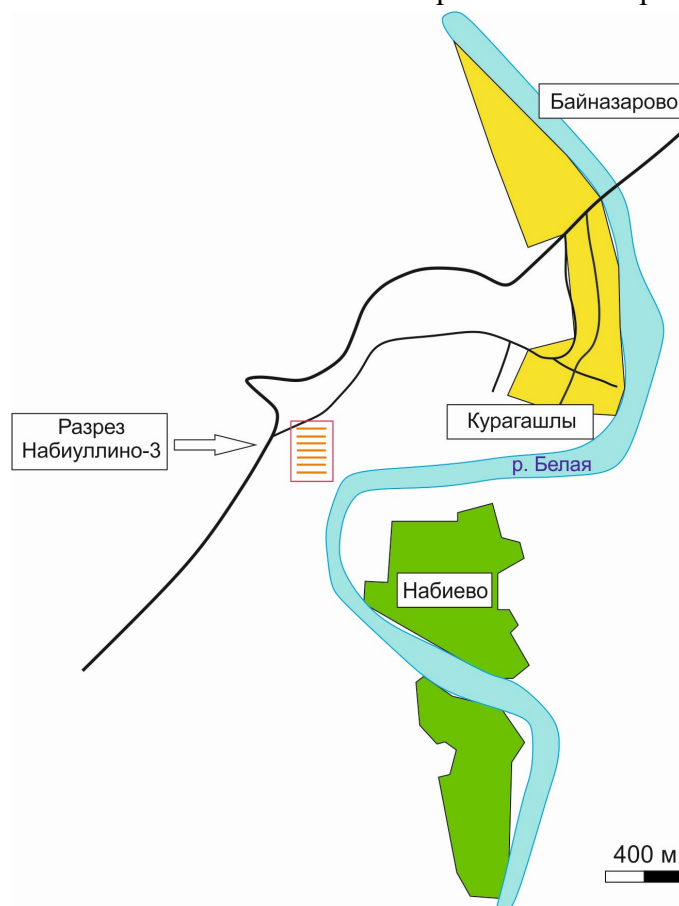 Байназарово
Курагашлы
Разрез
Набиуллино-3
р. Белая
Набиево
400 м